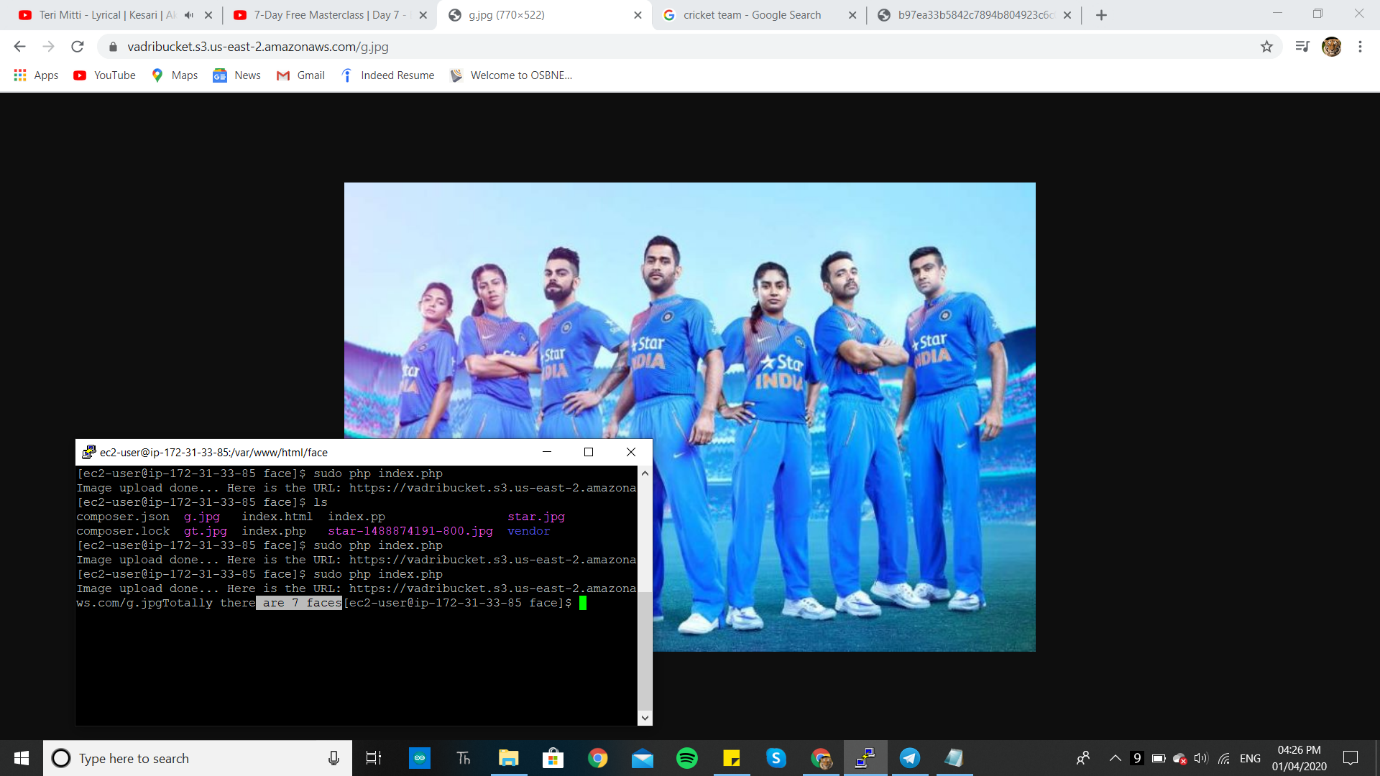 Teri Mitti - Lyrical | Kesari | A
7-Day Free Masterclass | Day 7 -
g.jpg (770×522)
cricket team - Google Search
b97ea33b5842c7894b804923c6c
vadribucket.s3.us-east-2.amazonaws.com/g.jpg
Apps YouTube Maps News Gmail Indeed Resume Welcome to OSBNE...
Star
INDIA
Star
INDIA
Star
INDIA
Star
INDIA
Star
INDIA
ec2-user@ip-172-31-33-85:/var/www/html/face
[ec2-user@ip-172-31-33-85 face]$ sudo php index.php
Image upload done... Here is the URL: https://vadribucket.s3.us-east-2.amazona
[ec2-user@ip-172-31-33-85 face]$ ls
composer.json g.jpg index.html index.pp star.jpg
composer.lock gt.jpg index.php star-1488874191-800.jpg vendor
[ec2-user@ip-172-31-33-85 face]$ sudo php index.php
Image upload done... Here is the URL: https://vadribucket.s3.us-east-2.amazona
[ec2-user@ip-172-31-33-85 face]$ sudo php index.php
Image upload done... Here is the URL: https://vadribucket.s3.us-east-2.amazona
ws.com/g.jpgTotally there are 7 faces[ec2-user@ip-172-31-33-85 face]$
Type here to search
Th
9
ENG
04:26 PM
01/04/2020